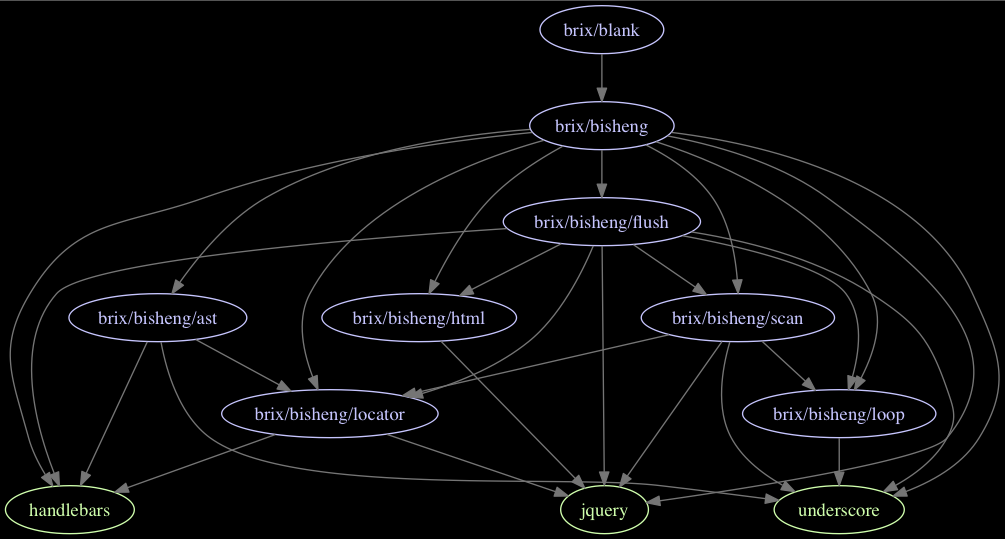 brix/blank
brix/bisheng
brix/bisheng/flush
brix/bisheng/ast
brix/bisheng/html
brix/bisheng/scan
brix/bisheng/locator
brix/bisheng/loop
handlebars
jquery
underscore